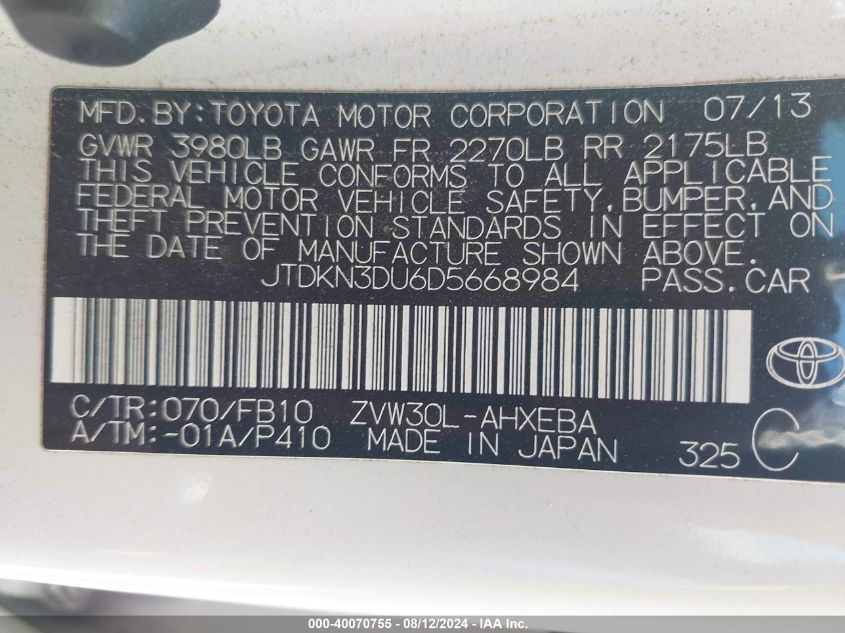 MFD. BY: TOYOTA MOTOR CORPORATION 07/13
GVWR 3980LB GAWR FR 2270LB RR 2175LB
THIS VEHICLE CONFORMS TO ALL APPLICABLE
FEDERAL MOTOR VEHICLE SAFETY, BUMPER, AND
THEFT PREVENTION STANDARDS IN EFFECT ON
THE DATE OF MANUFACTURE SHOWN ABOVE.
JTDKN3DU6D5668984 PASS. CAR
C/TR: 070/FB10 ZVW30L-AHXEBA
A/TM: -01A/P410 MADE IN JAPAN 325 C
000-40070755 - 08/12/2024 - IAAI.COM